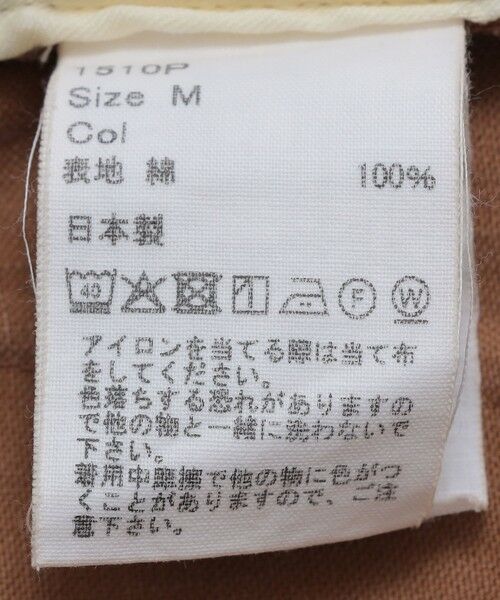 1510P
Size M
Col
表地 綿 100%
日本製
40 F W
アイロンを当てる際は当て布
をしてください。
色落ちする恐れがありますの
で他の物と一緒に洗わないで
下さい。
着用中摩擦で他の物に色がつ
くことがありますので、ご注
意下さい。